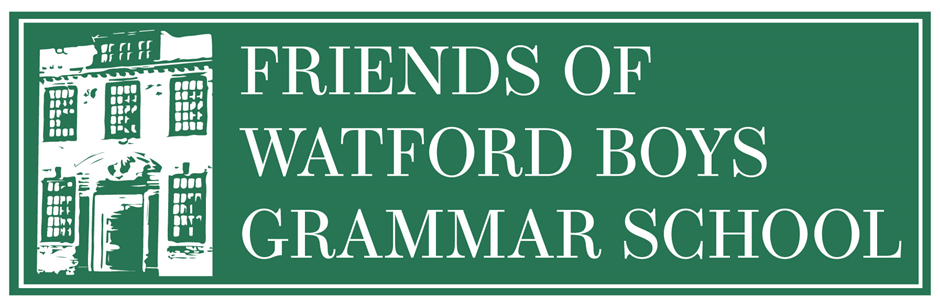 FRIENDS OF
WATFORD BOYS
GRAMMAR SCHOOL